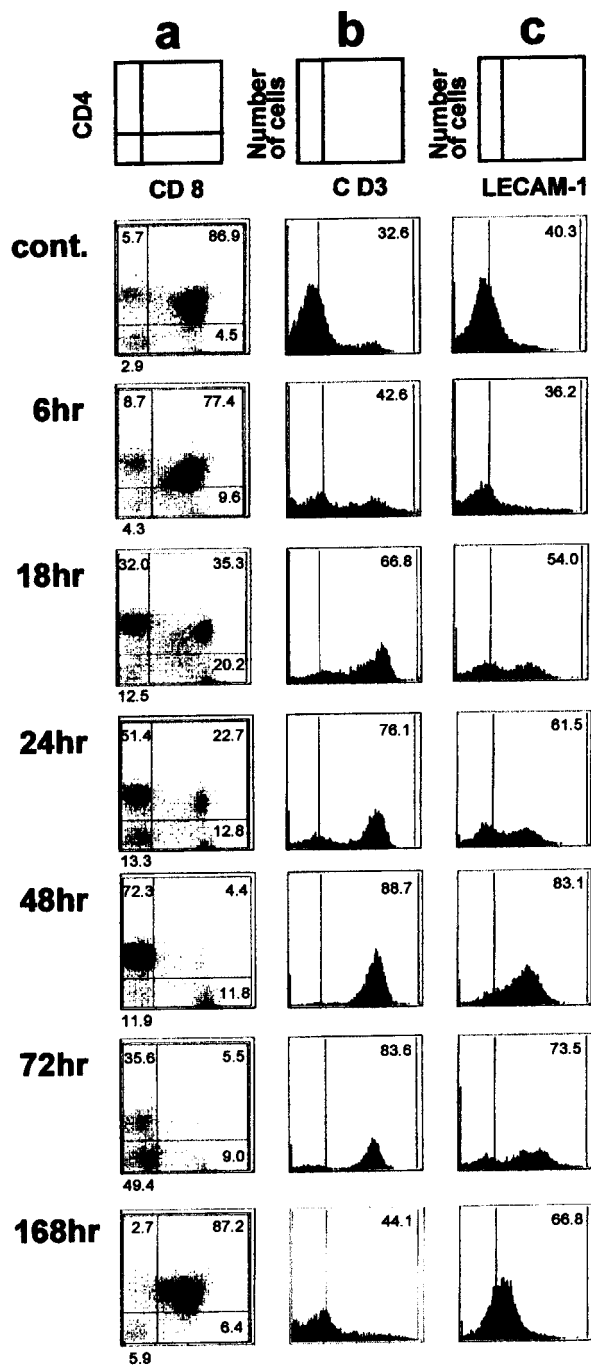 a b c
CD4
Number of cells
Number of cells
CD 8 C D3 LECAM-1
cont.
5.7 86.9 32.6 40.3
4.5
2.9
6hr
8.7 77.4 42.6 36.2
9.6
4.3
18hr
32.0 35.3 66.8 54.0
20.2
12.5
24hr
51.4 22.7 76.1 61.5
12.8
13.3
48hr
72.3 4.4 88.7 83.1
11.8
11.9
72hr
35.6 5.5 83.6 73.5
9.0
49.4
168hr
2.7 87.2 44.1 66.8
6.4
5.9